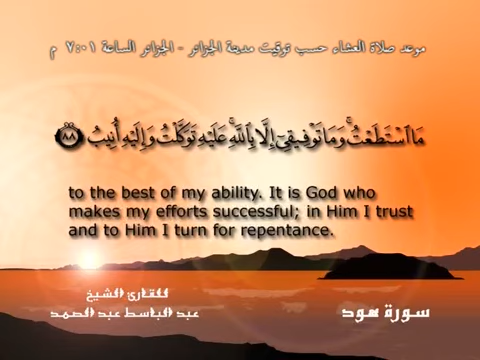 موعد صلاة العشاء حسب توقيت مدينة الجزائر - الجزائر الساعة ٧:٠١ م
مَا ٱسْتَطَعْتُ ۚ وَمَا تَوْفِيقِىٓ إِلَّا بِٱللَّهِ ۚ عَلَيْهِ تَوَكَّلْتُ وَإِلَيْهِ أُنِيبُ ٨٨
to the best of my ability. It is God who
makes my efforts successful; in Him I trust
and to Him I turn for repentance.
للقارئ الشيخ
عبد الباسط عبد الصمد
سورة هود